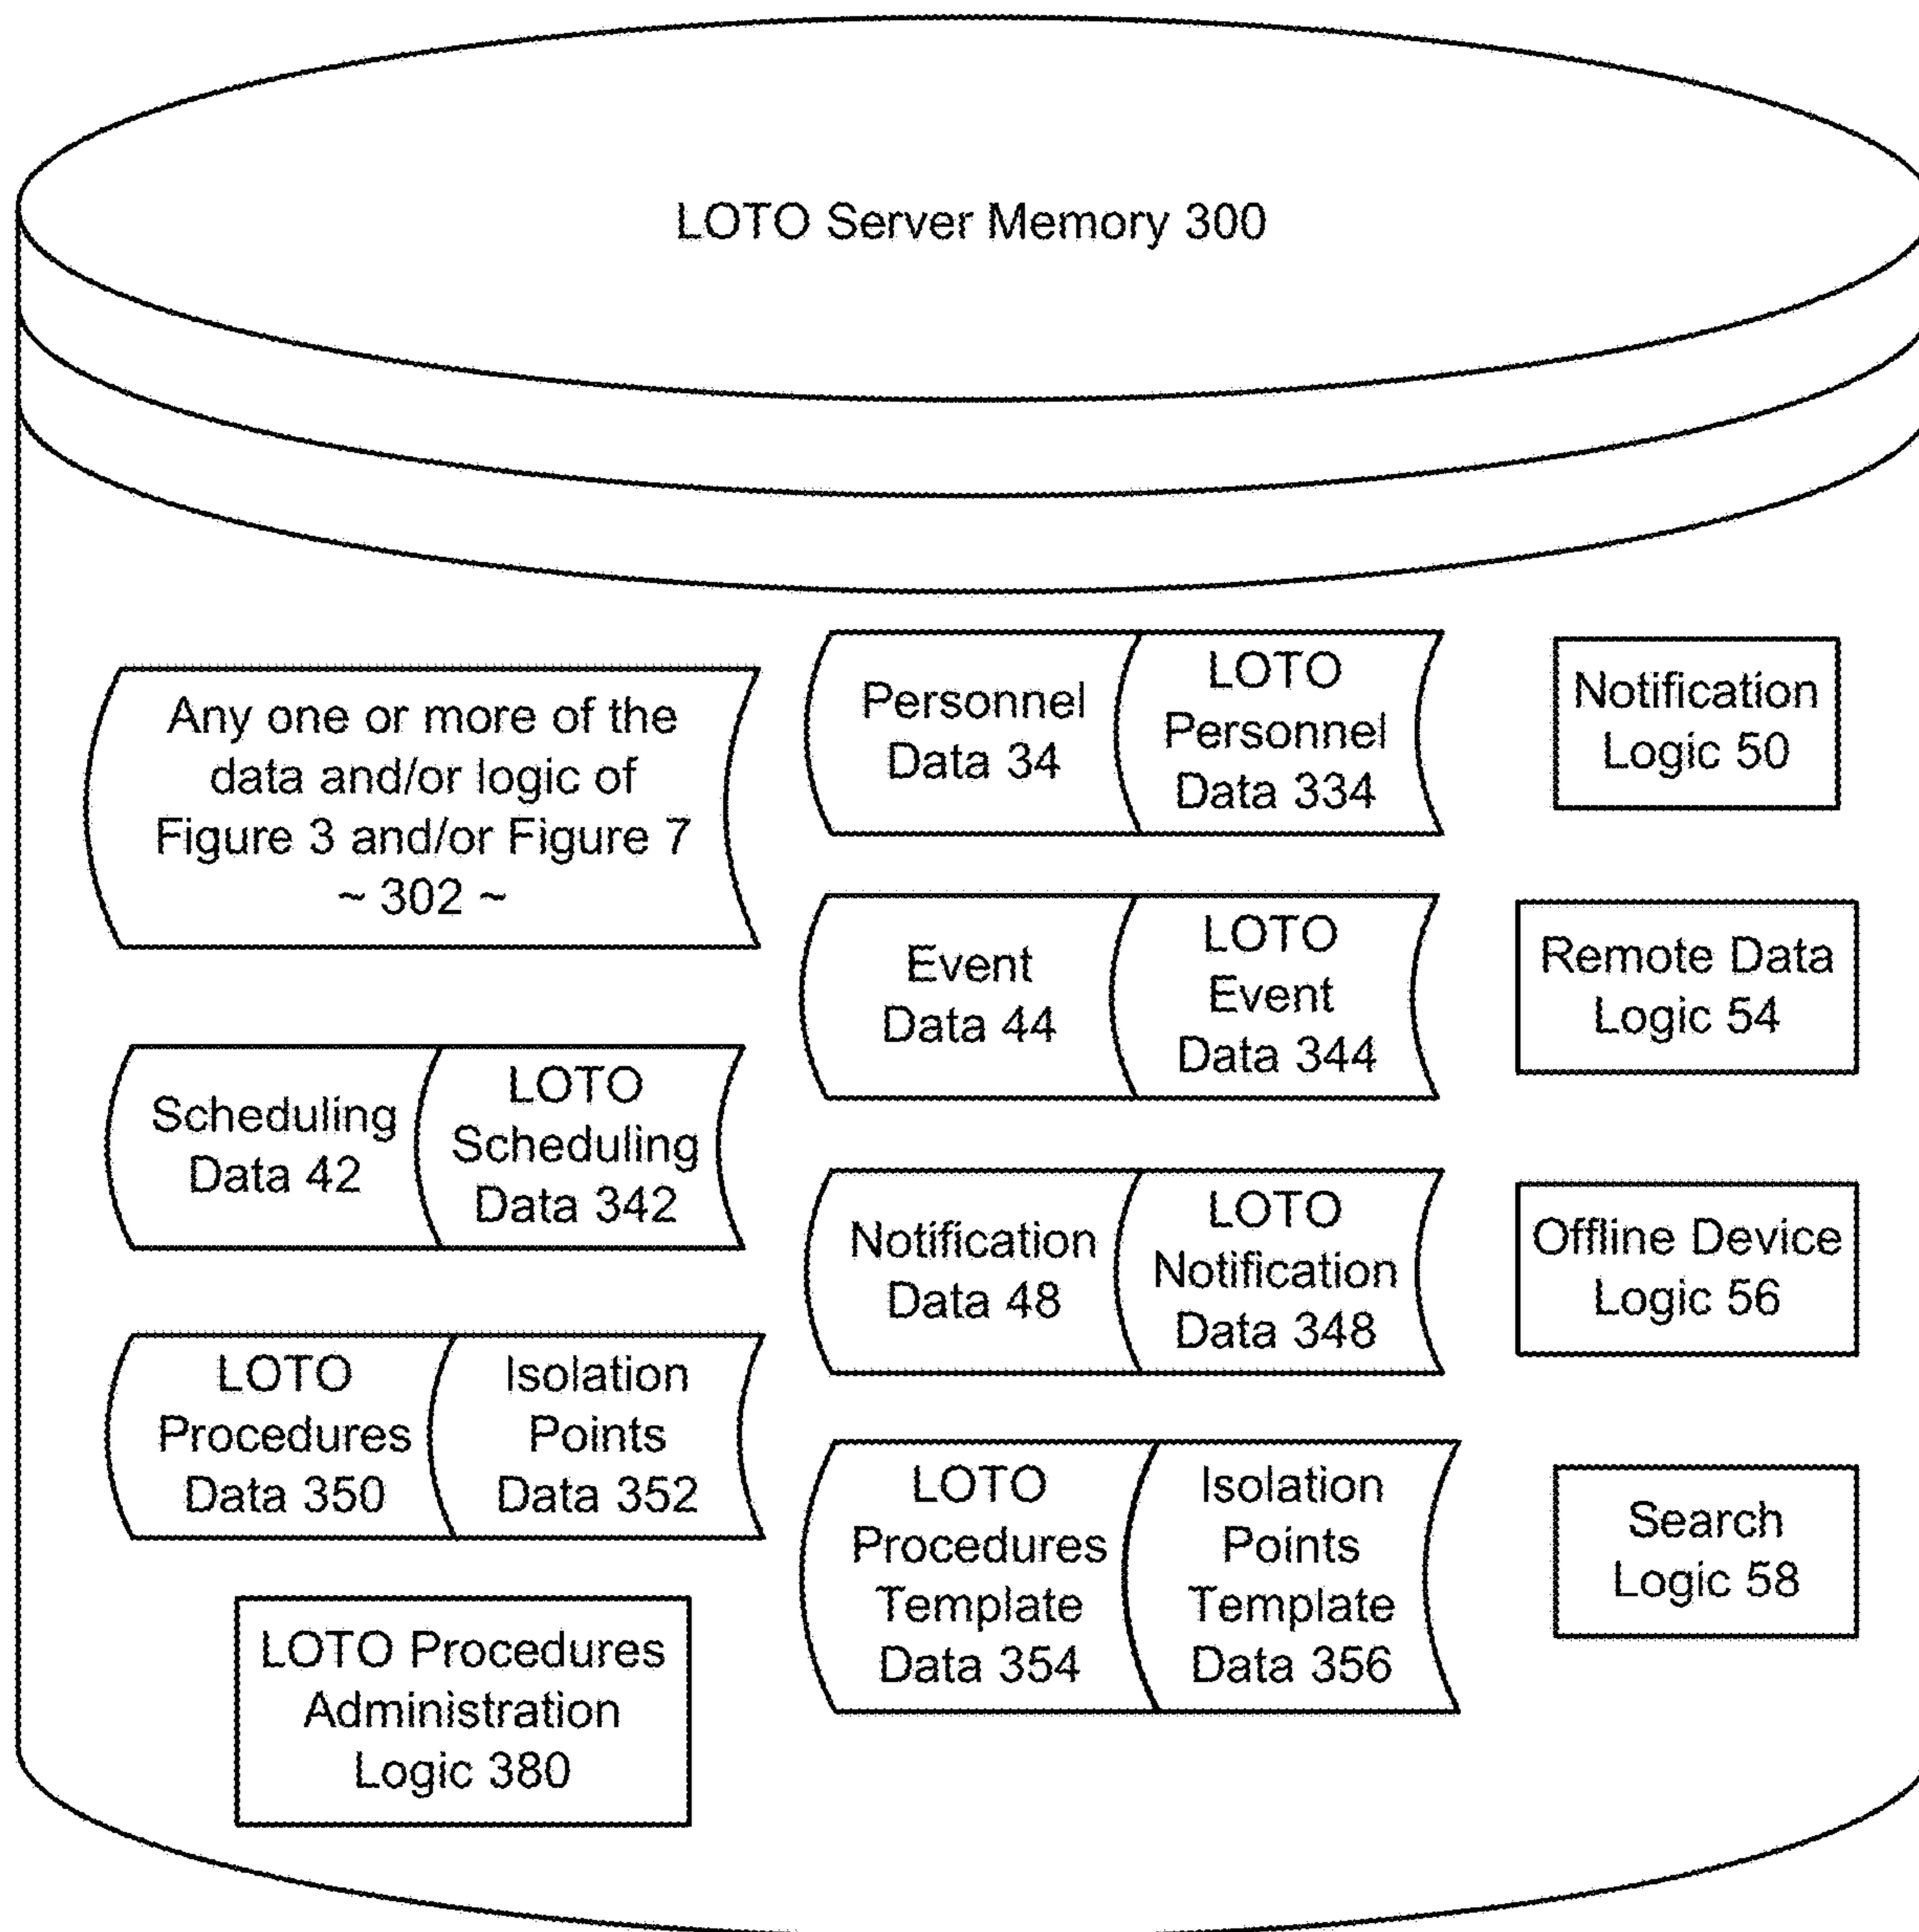 LOTO Server Memory 300
Any one or more of the
data and/or logic of
Figure 3 and/or Figure 7
~ 302 ~
Personnel
Data 34
LOTO
Personnel
Data 334
Notification
Logic 50
Event
Data 44
LOTO
Event
Data 344
Remote Data
Logic 54
Scheduling
Data 42
LOTO
Scheduling
Data 342
Notification
Data 48
LOTO
Notification
Data 348
Offline Device
Logic 56
LOTO
Procedures
Data 350
Isolation
Points
Data 352
LOTO
Procedures
Template
Data 354
Isolation
Points
Template
Data 356
Search
Logic 58
LOTO Procedures
Administration
Logic 380